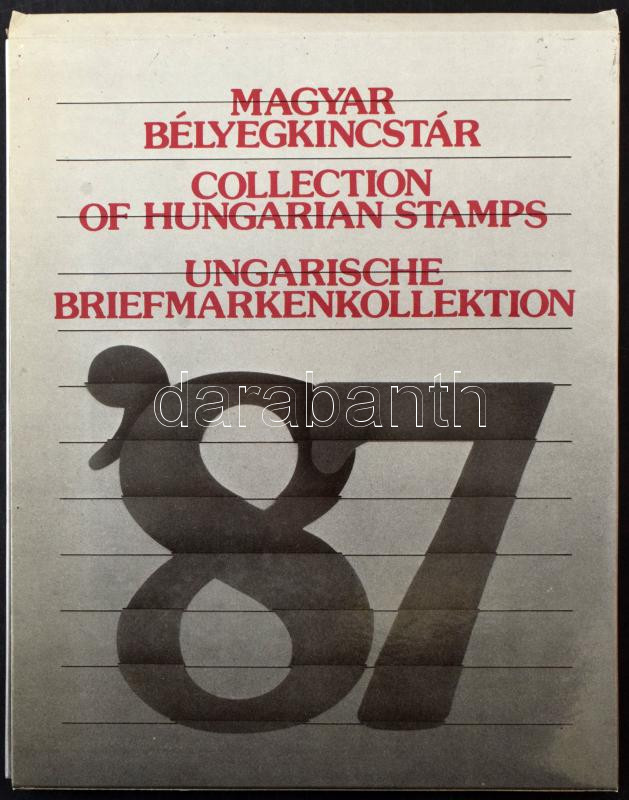 MAGYAR
BÉLYEGKINCSTÁR
COLLECTION
OF HUNGARIAN STAMPS
UNGARISCHE
BRIEFMARKENKOLLEKTION
darabanth
'87